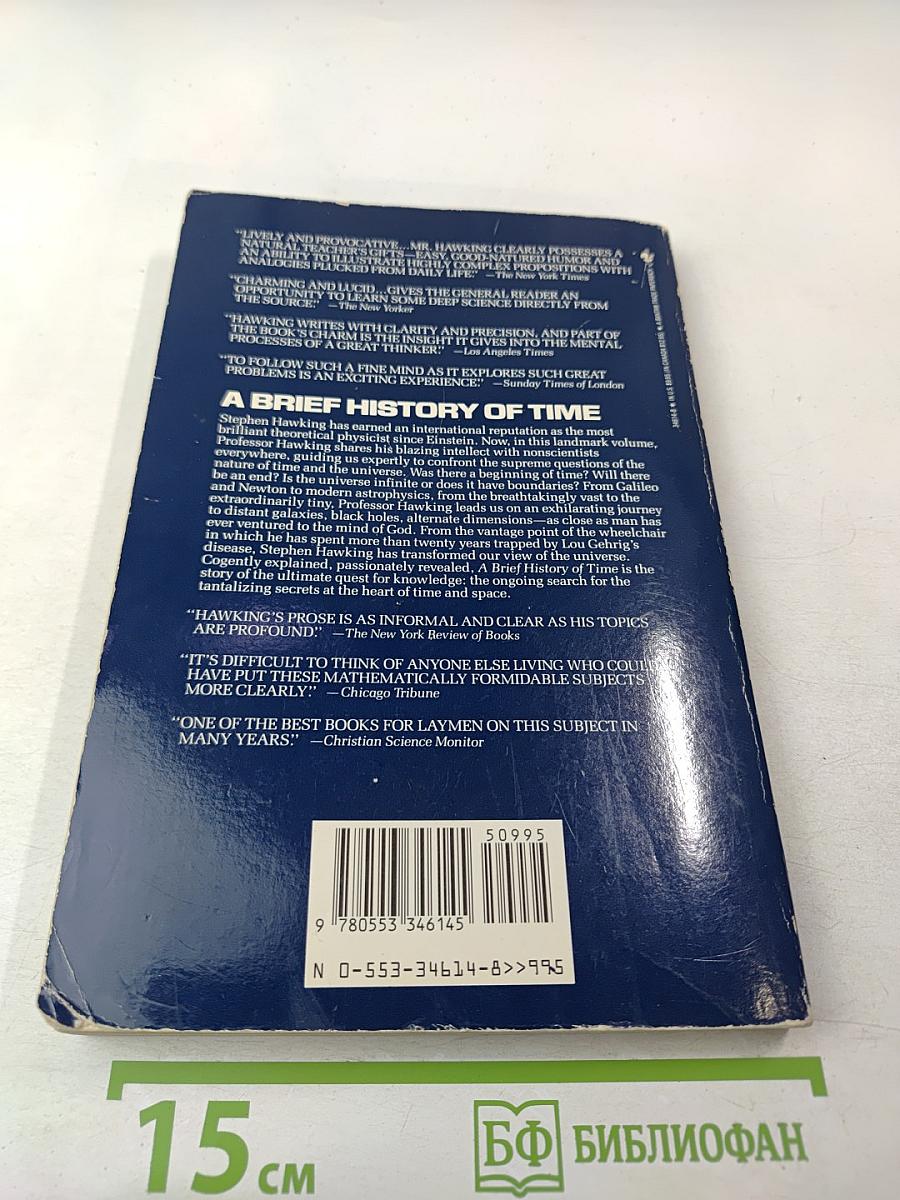 “LIVELY AND PROVOCATIVE...MR. HAWKING CLEARLY POSSESSES A
NATURAL TEACHER'S GIFTS—EASY, GOOD-NATURED HUMOR AND
AN ABILITY TO ILLUSTRATE HIGHLY COMPLEX PROPOSITIONS WITH
ANALOGIES PLUCKED FROM DAILY LIFE.” —The New York Times
“CHARMING AND LUCID...GIVES THE GENERAL READER AN
OPPORTUNITY TO LEARN SOME DEEP SCIENCE DIRECTLY FROM
THE SOURCE.” —The New Yorker
“HAWKING WRITES WITH CLARITY AND PRECISION, AND PART OF
THE BOOK'S CHARM IS THE INSIGHT IT GIVES INTO THE MENTAL
PROCESSES OF A GREAT THINKER.” —Los Angeles Times
“TO FOLLOW SUCH A FINE MIND AS IT EXPLORES SUCH GREAT
PROBLEMS IS AN EXCITING EXPERIENCE.” —Sunday Times of London
A BRIEF HISTORY OF TIME
Stephen Hawking has earned an international reputation as the most
brilliant theoretical physicist since Einstein. Now, in this landmark volume,
Professor Hawking shares his blazing intellect with nonscientists
everywhere, guiding us expertly to confront the supreme questions of the
nature of time and the universe. Was there a beginning of time? Will there
be an end? Is the universe infinite or does it have boundaries? From Galileo
and Newton to modern astrophysics, from the breathtakingly vast to the
extraordinarily tiny, Professor Hawking leads us on an exhilarating journey
to distant galaxies, black holes, alternate dimensions—as close as man has
ever ventured to the mind of God. From the vantage point of the wheelchair
in which he has spent more than twenty years trapped by Lou Gehrig's
disease, Stephen Hawking has transformed our view of the universe.
Cogently explained, passionately revealed, A Brief History of Time is the
story of the ultimate quest for knowledge: the ongoing search for the
tantalizing secrets at the heart of time and space.
“HAWKING'S PROSE IS AS INFORMAL AND CLEAR AS HIS TOPICS
ARE PROFOUND.” —The New York Review of Books
“IT'S DIFFICULT TO THINK OF ANYONE ELSE LIVING WHO COULD
HAVE PUT THESE MATHEMATICALLY FORMIDABLE SUBJECTS
MORE CLEARLY.” —Chicago Tribune
“ONE OF THE BEST BOOKS FOR LAYMEN ON THIS SUBJECT IN
MANY YEARS.” —Christian Science Monitor
50995
9 780553 346145
N 0-553-34614-8>>995
15 см
БФ БИБЛИОФАН